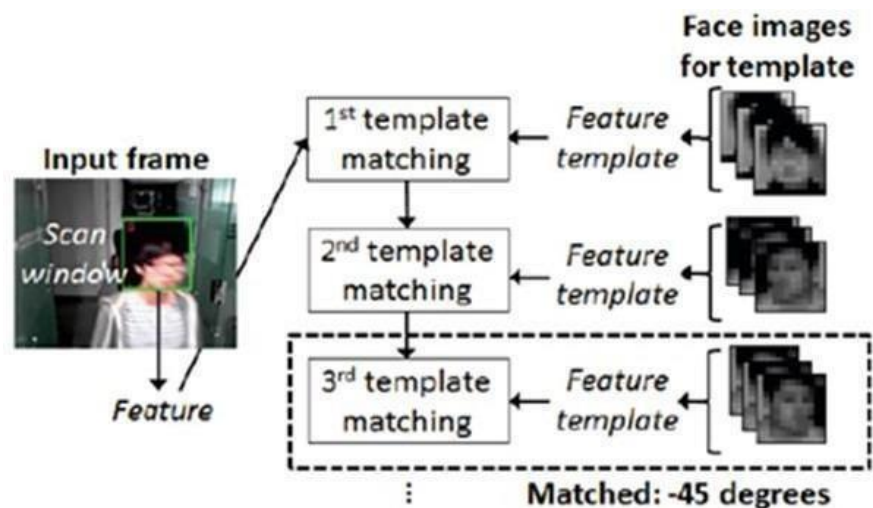 Face images
for template
1st template
matching
Feature
template
Input frame
Scan
window
2nd template
matching
Feature
template
Feature
3rd template
matching
Feature
template
⋮
Matched: -45 degrees